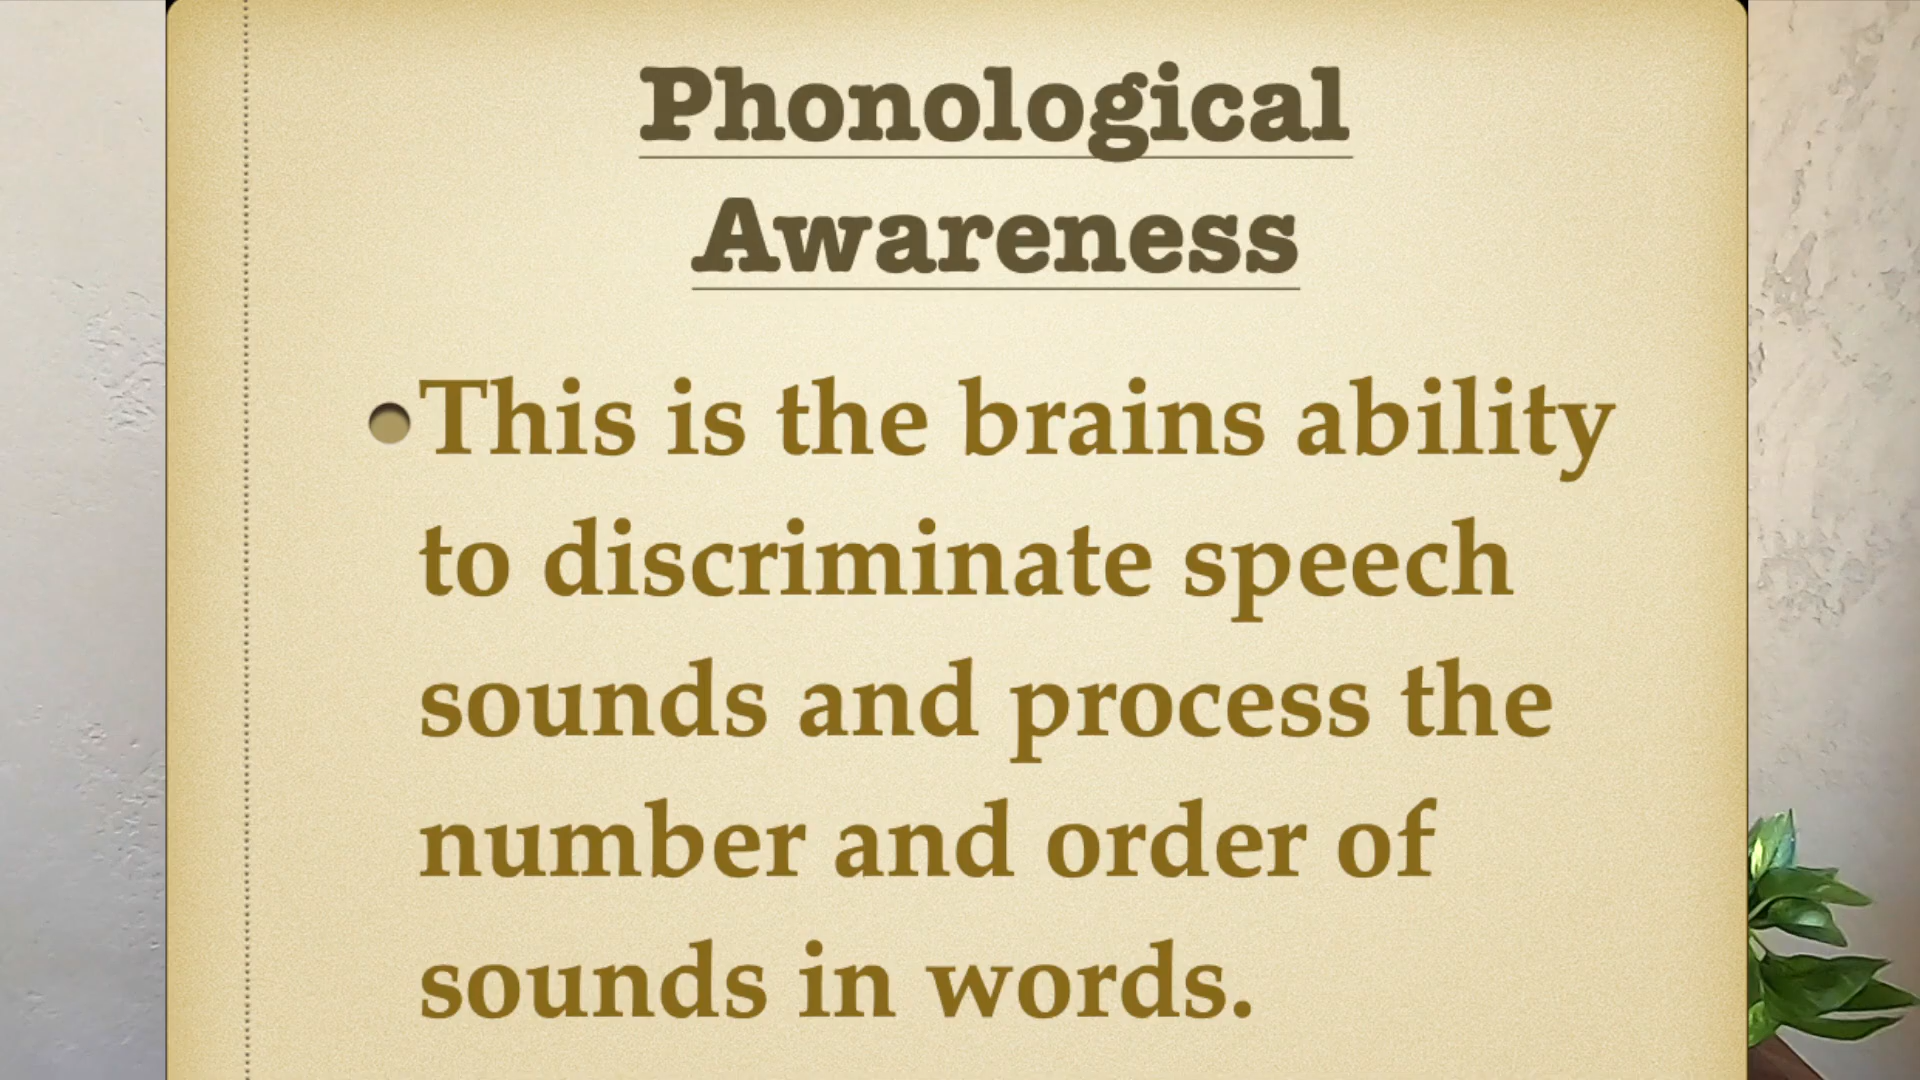 Phonological
Awareness
•This is the brains ability
to discriminate speech
sounds and process the
number and order of
sounds in words.